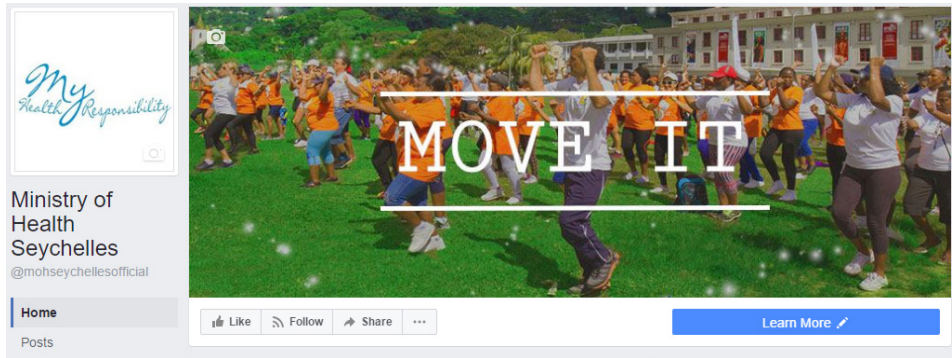 My
Health Responsibility
Ministry of
Health
Seychelles
@mohseychellesofficial
Home
Posts
MOVE IT
Like Follow Share ...
Learn More